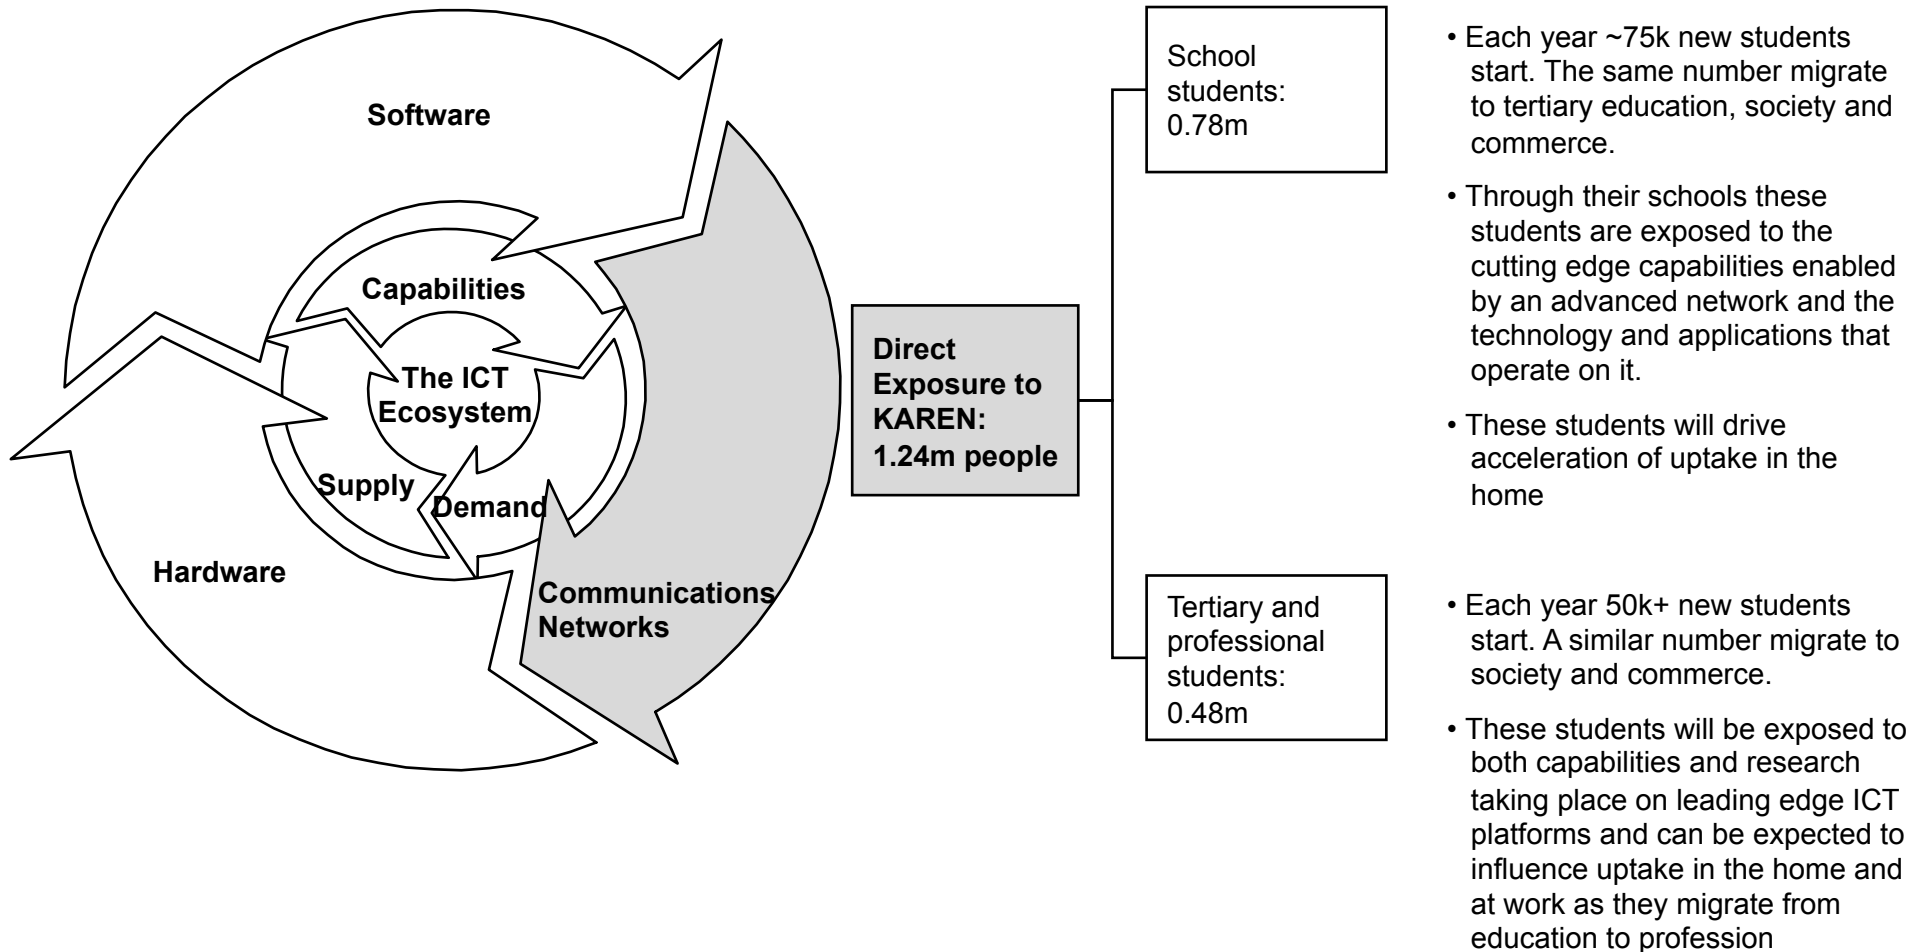 Software
Capabilities
The ICT
Ecosystem
Supply
Demand
Hardware
Communications
Networks
Direct
Exposure to
KAREN:
1.24m people
School
students:
0.78m
• Each year ~75k new students
start. The same number migrate
to tertiary education, society and
commerce.
• Through their schools these
students are exposed to the
cutting edge capabilities enabled
by an advanced network and the
technology and applications that
operate on it.
• These students will drive
acceleration of uptake in the
home
Tertiary and
professional
students:
0.48m
• Each year 50k+ new students
start. A similar number migrate to
society and commerce.
• These students will be exposed to
both capabilities and research
taking place on leading edge ICT
platforms and can be expected to
influence uptake in the home and
at work as they migrate from
education to profession